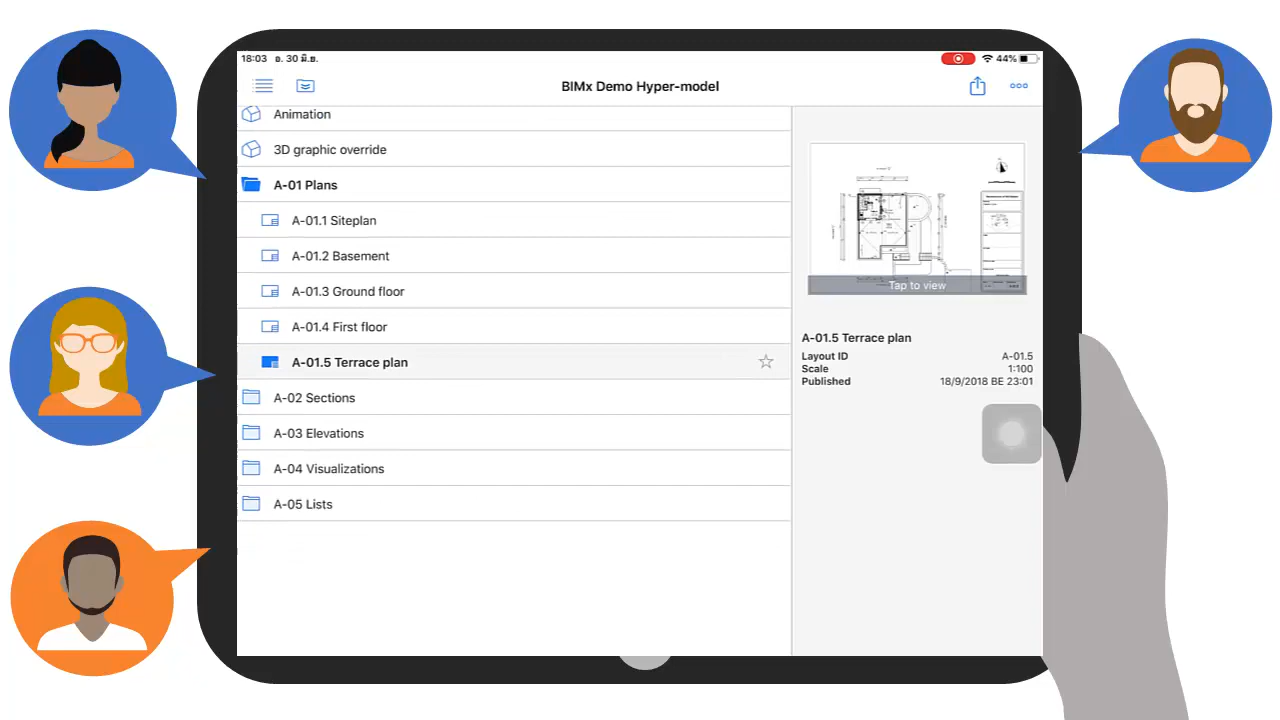 18:03 อ. 30 มิ.ย.
44%
BIMx Demo Hyper-model
Animation
3D graphic override
A-01 Plans
A-01.1 Siteplan
A-01.2 Basement
A-01.3 Ground floor
A-01.4 First floor
A-01.5 Terrace plan
A-02 Sections
A-03 Elevations
A-04 Visualizations
A-05 Lists
Tap to view
A-01.5 Terrace plan
Layout ID A-01.5
Scale 1:100
Published 18/9/2018 BE 23:01